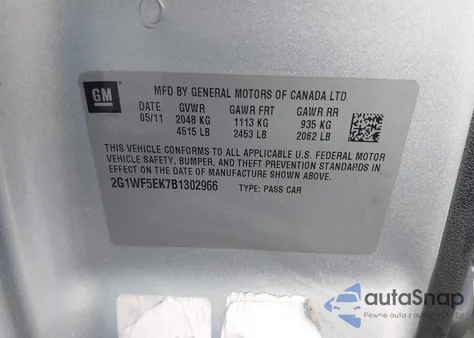 GM
MFD BY GENERAL MOTORS OF CANADA LTD
DATE GVWR GAWR FRT GAWR RR
05/11 2048 KG 1113 KG 935 KG
4515 LB 2453 LB 2062 LB
THIS VEHICLE CONFORMS TO ALL APPLICABLE U.S. FEDERAL MOTOR
VEHICLE SAFETY, BUMPER, AND THEFT PREVENTION STANDARDS IN
EFFECT ON THE DATE OF MANUFACTURE SHOWN ABOVE.
2G1WF5EK7B1302966 TYPE: PASS CAR
autoSnap
Pewne auta z aukcji